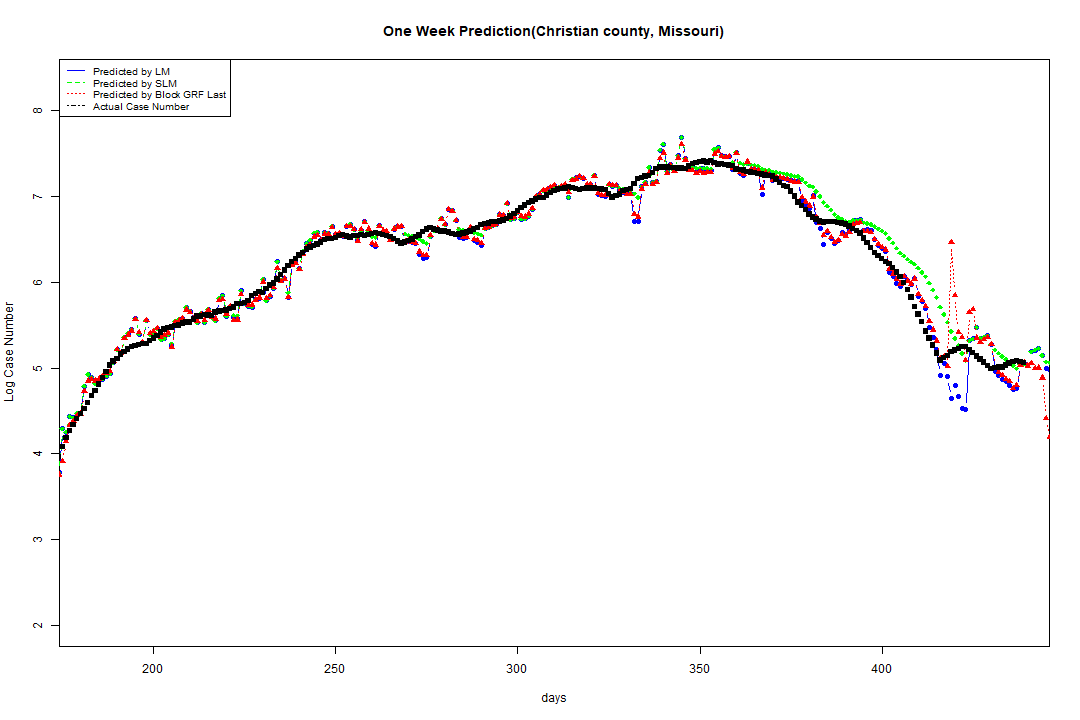 One Week Prediction(Christian county, Missouri)
Predicted by LM
Predicted by SLM
Predicted by Block GRF Last
Actual Case Number
8
7
6
5
4
3
2
Log Case Number
200 250 300 350 400
days